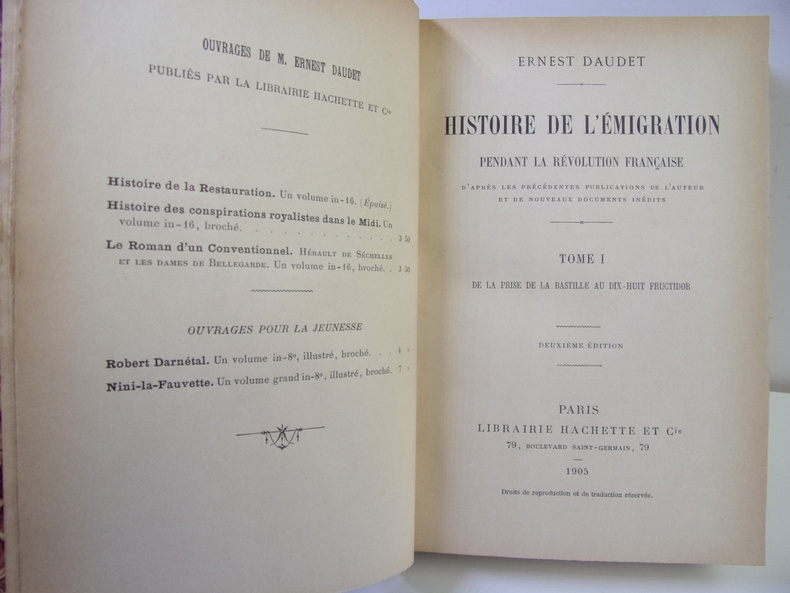 OUVRAGES DE M. ERNEST DAUDET
PUBLIÉS PAR LA LIBRAIRIE HACHETTE ET Cie
Histoire de la Restauration. Un volume in-16. (Épuisé.)
Histoire des conspirations royalistes dans le Midi. Un
volume in-16, broché. . . . . . . . . . . . . 3 50
Le Roman d'un Conventionnel. HÉRAULT DE SÉCHELLES
ET LES DAMES DE BELLEGARDE. Un volume in-16, broché. . 3 50
OUVRAGES POUR LA JEUNESSE
Robert Darnétal. Un volume in-8°, illustré, broché. . . 4 »
Nini-la-Fauvette. Un volume grand in-8°, illustré, broché. 7 »
ERNEST DAUDET
HISTOIRE DE L'ÉMIGRATION
PENDANT LA RÉVOLUTION FRANÇAISE
D'APRÈS LES PRÉCÉDENTES PUBLICATIONS DE L'AUTEUR
ET DE NOUVEAUX DOCUMENTS INÉDITS
TOME I
DE LA PRISE DE LA BASTILLE AU DIX-HUIT FRUCTIDOR
DEUXIÈME ÉDITION
PARIS
LIBRAIRIE HACHETTE ET Cie
79, BOULEVARD SAINT-GERMAIN, 79
1905
Droits de reproduction et de traduction réservés.